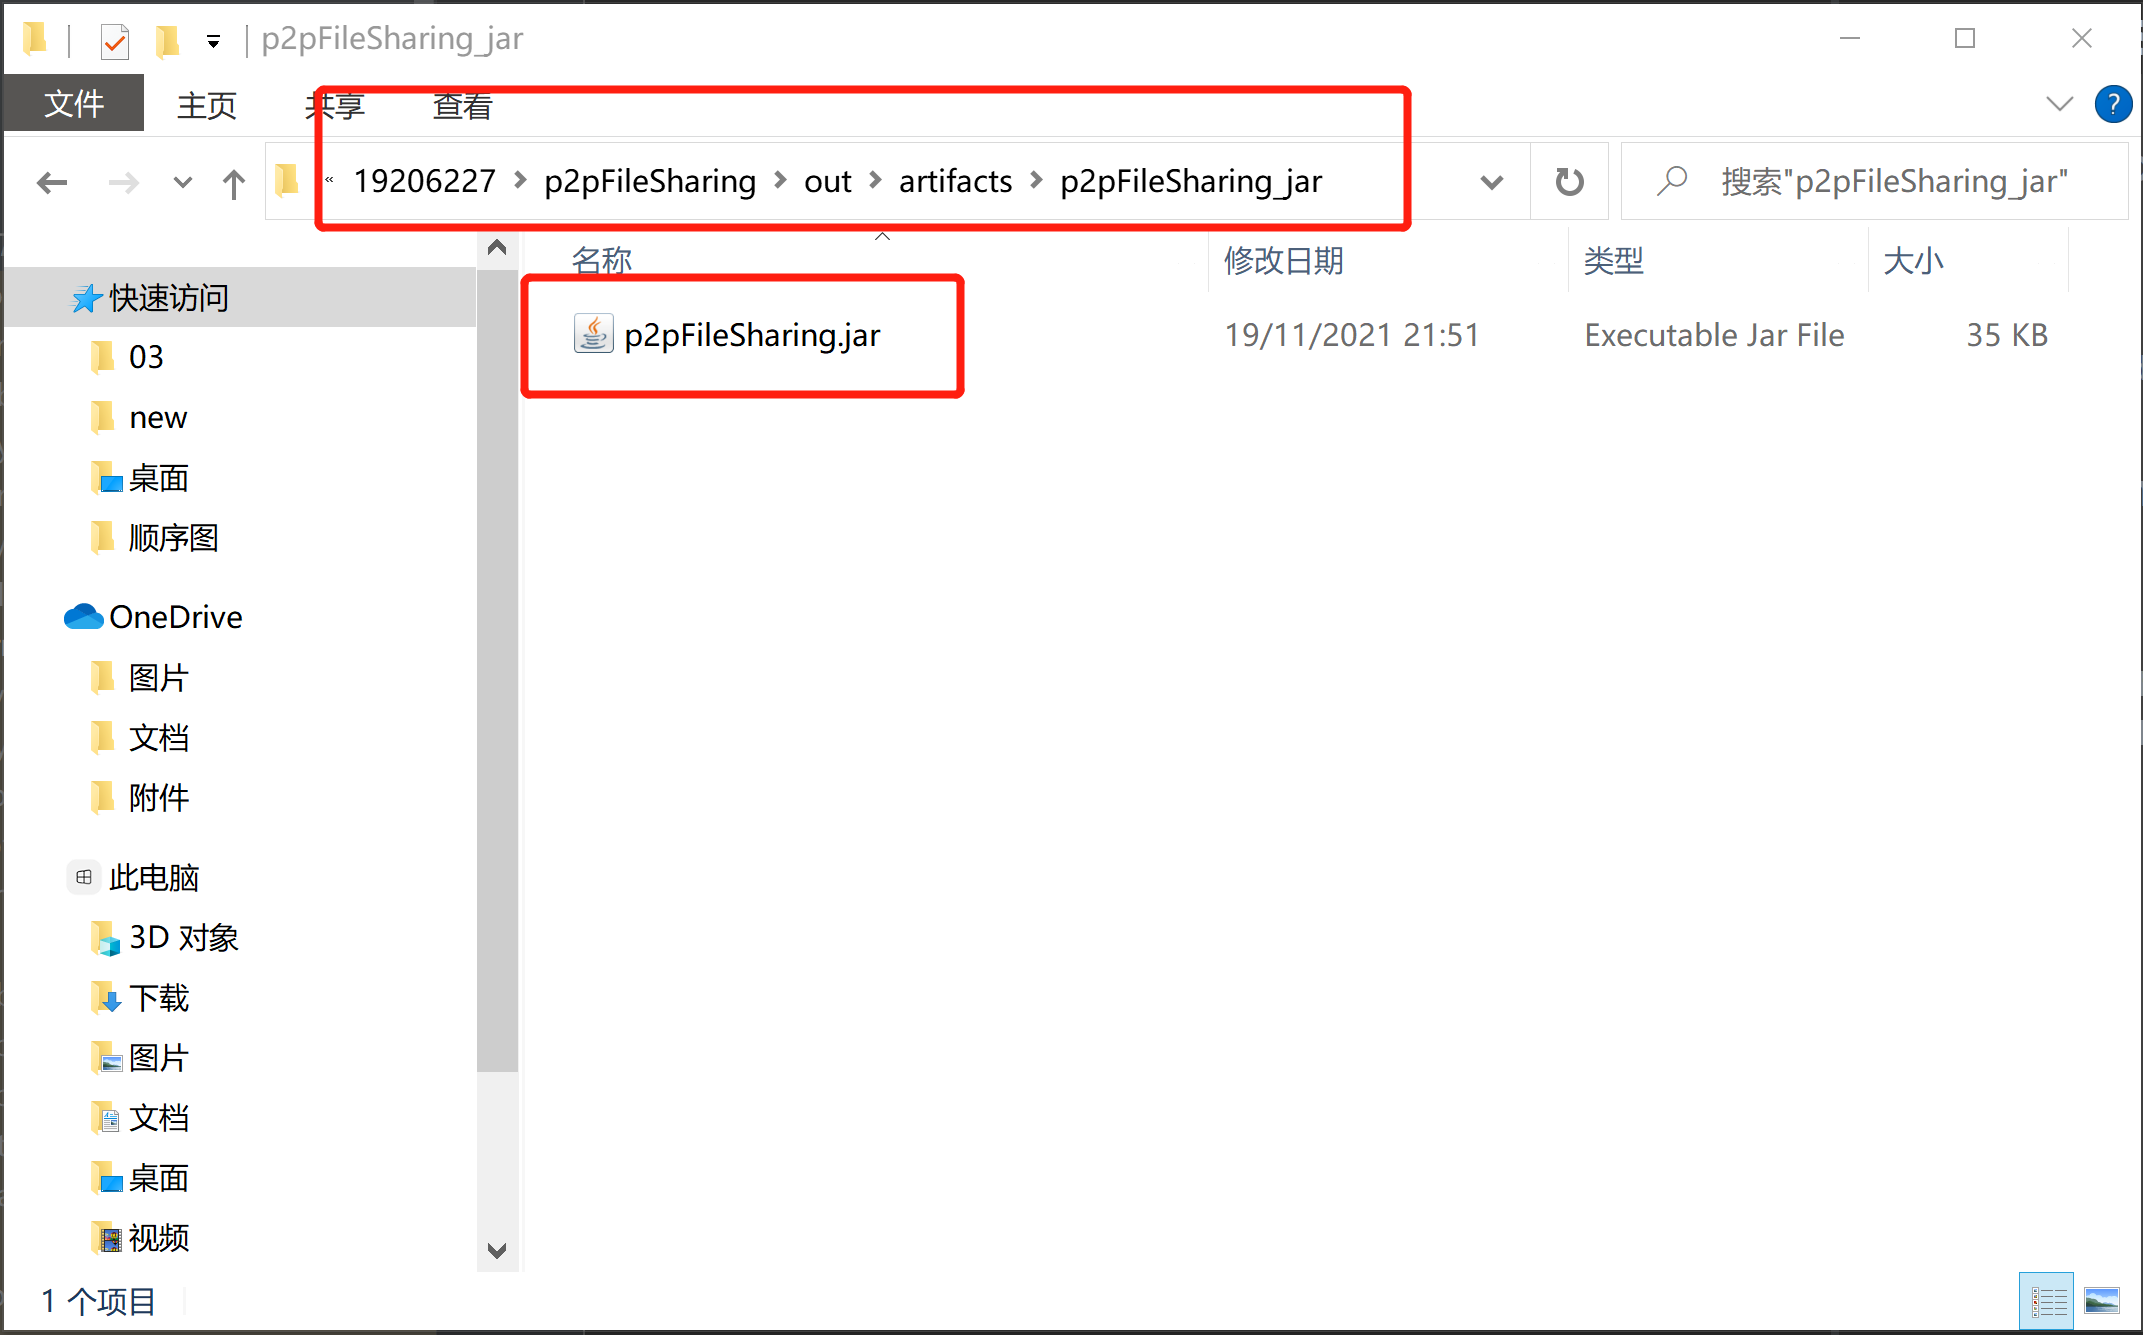 p2pFileSharing_jar
文件 主页 共享 查看
« 19206227 > p2pFileSharing > out > artifacts > p2pFileSharing_jar 搜索"p2pFileSharing_jar"
名称 修改日期 类型 大小
p2pFileSharing.jar 19/11/2021 21:51 Executable Jar File 35 KB
快速访问
03
new
桌面
顺序图
OneDrive
图片
文档
附件
此电脑
3D 对象
下载
图片
文档
桌面
视频
1 个项目